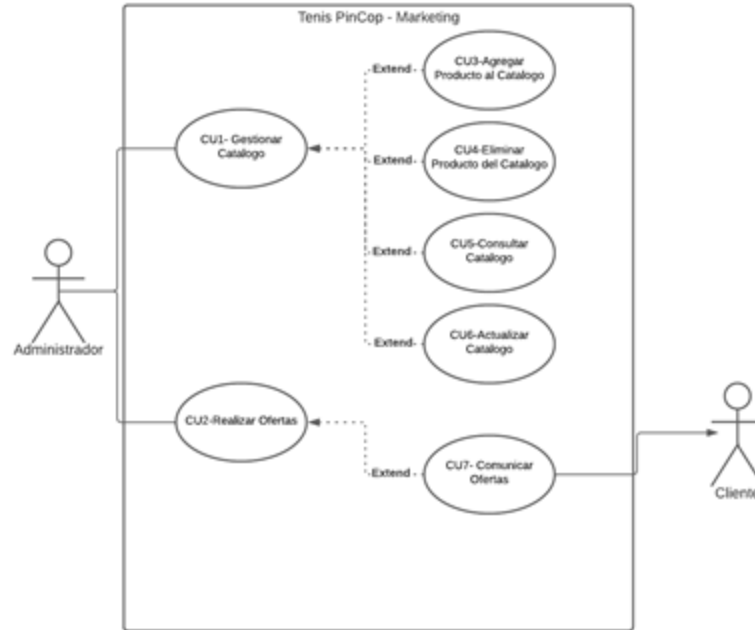 Tenis PinCop - Marketing
CU3-Agregar
Producto al Catalogo
Extend
CU1- Gestionar
Catalogo
CU4-Eliminar
Producto del Catalogo
Extend
CU5-Consultar
Catalogo
Extend
CU6-Actualizar
Catalogo
Extend
Administrador
CU2-Realizar Ofertas
CU7- Comunicar
Ofertas
Extend
Cliente